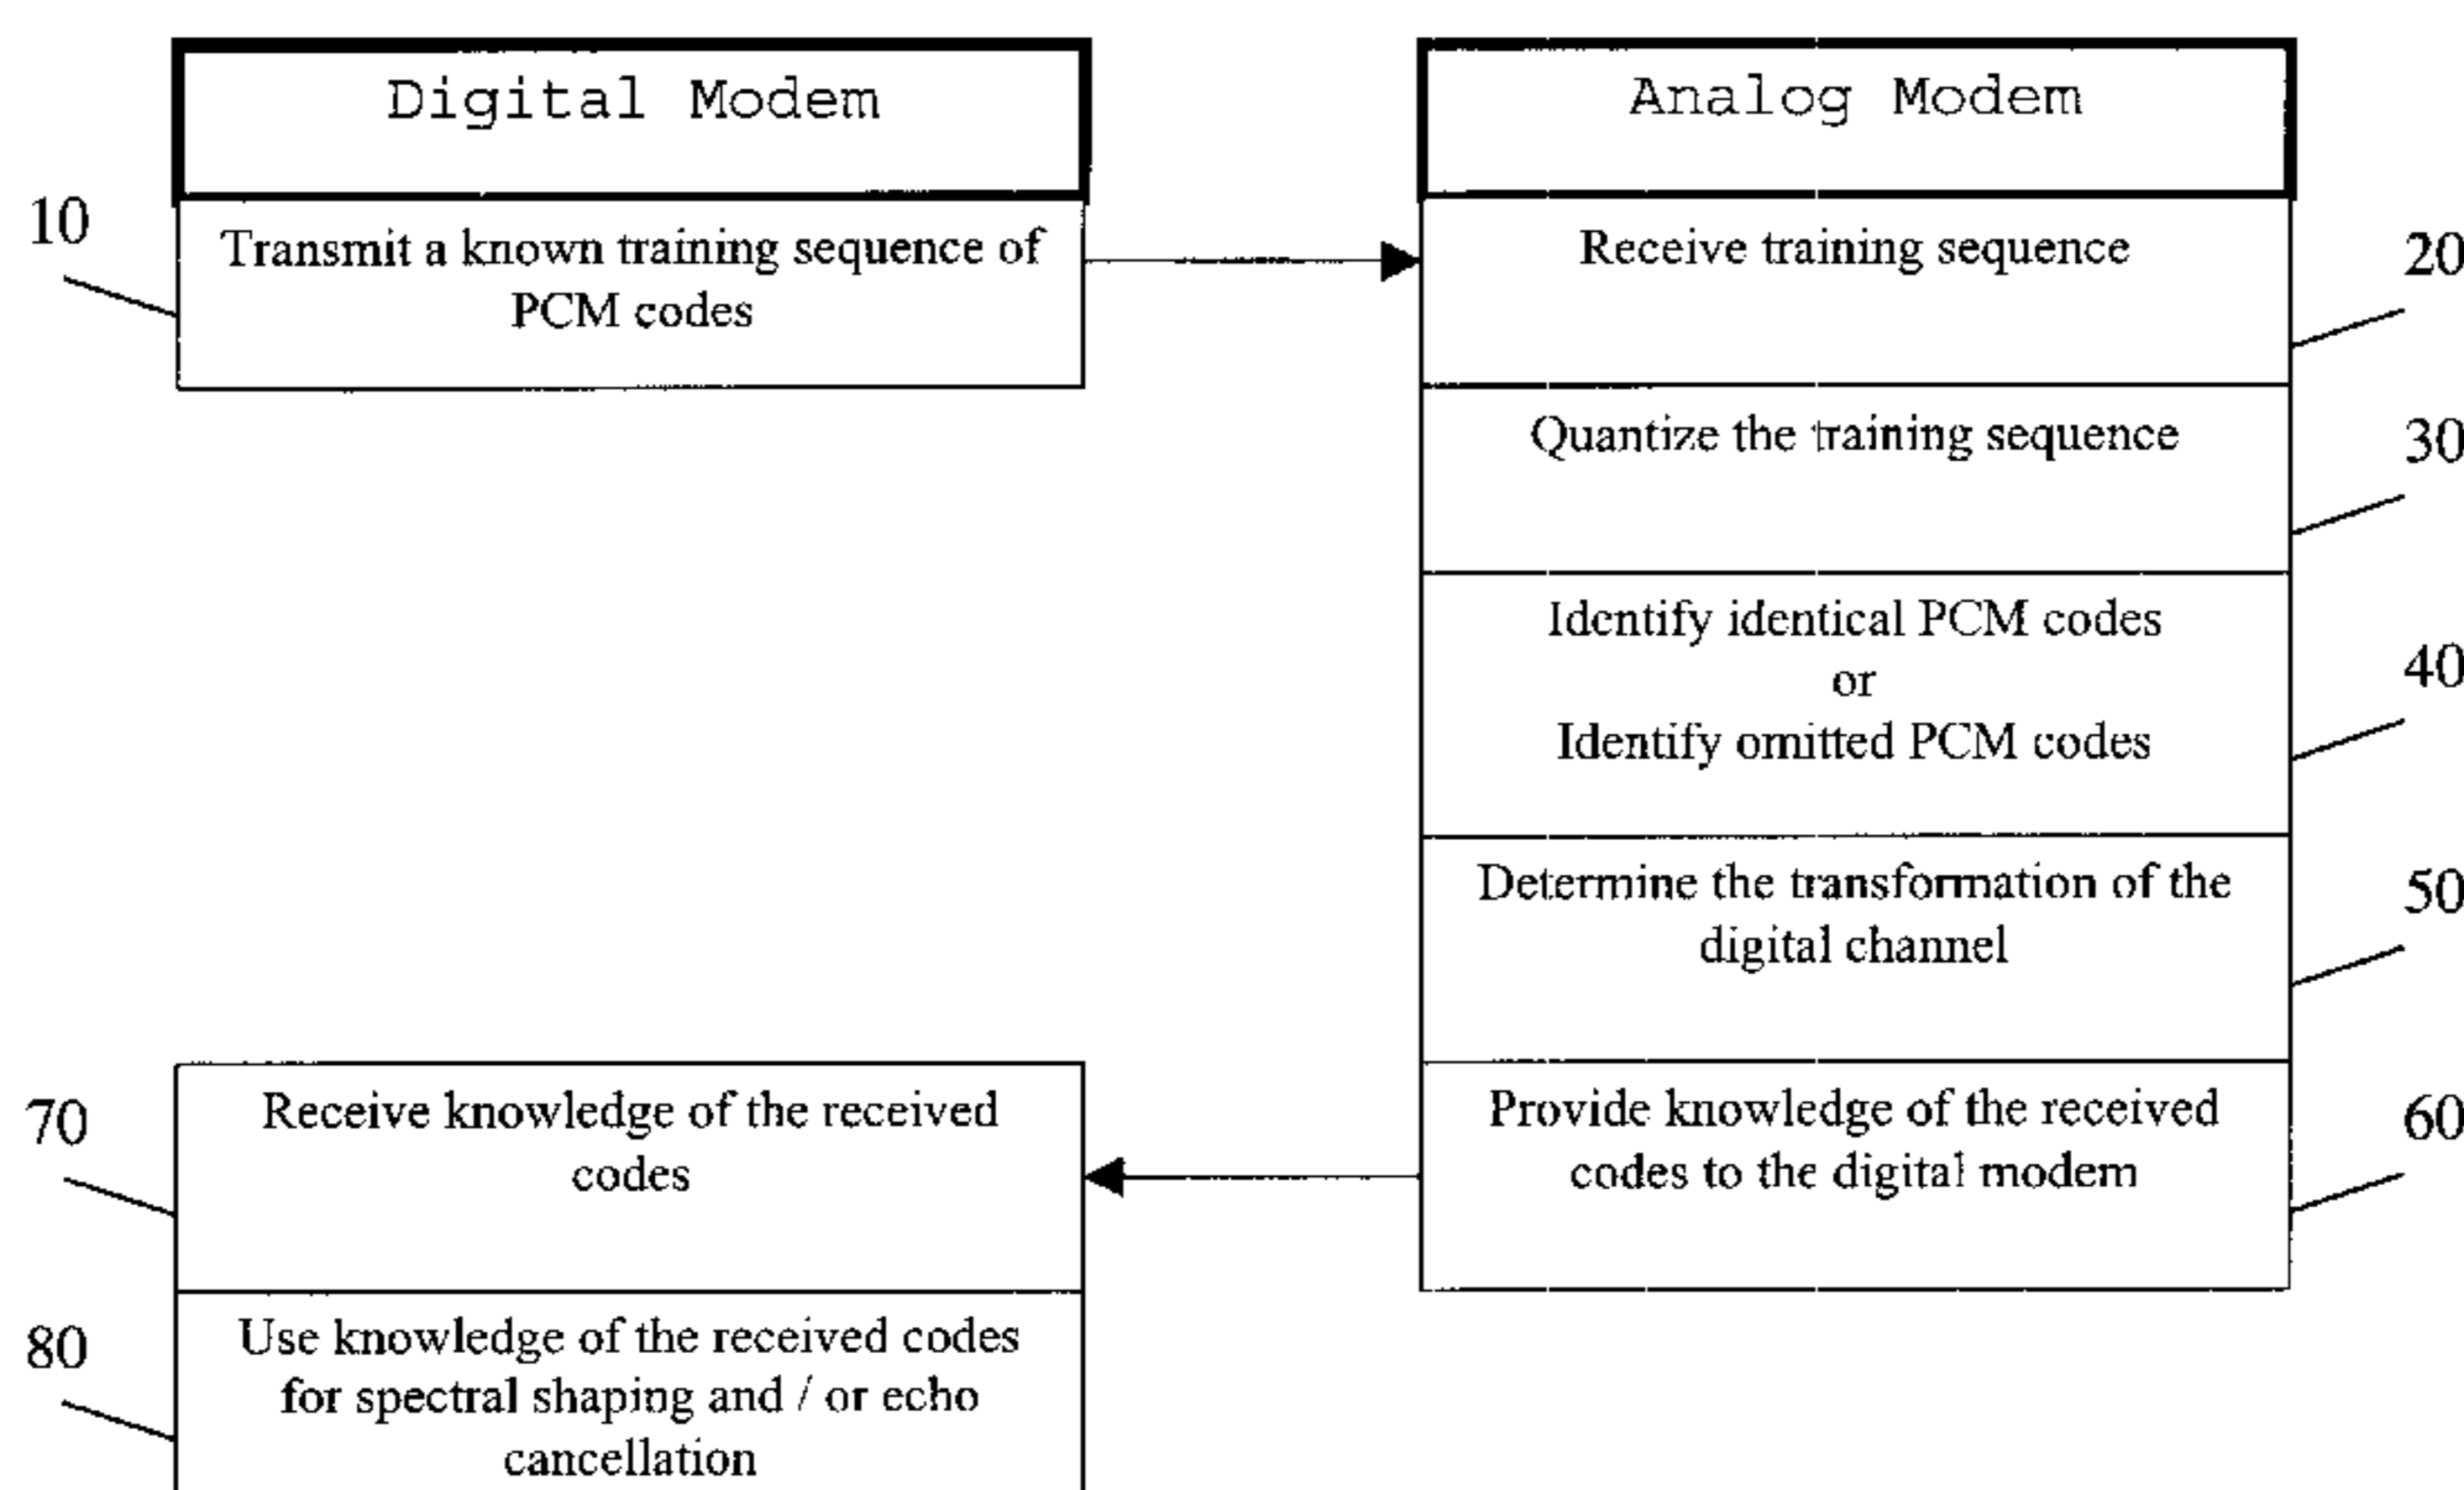 Digital Modem
Analog Modem
10
Transmit a known training sequence of
PCM codes
Receive training sequence
20
Quantize the training sequence
30
Identify identical PCM codes
or
Identify omitted PCM codes
40
Determine the transformation of the
digital channel
50
Provide knowledge of the received
codes to the digital modem
60
70
Receive knowledge of the received
codes
80
Use knowledge of the received codes
for spectral shaping and / or echo
cancellation